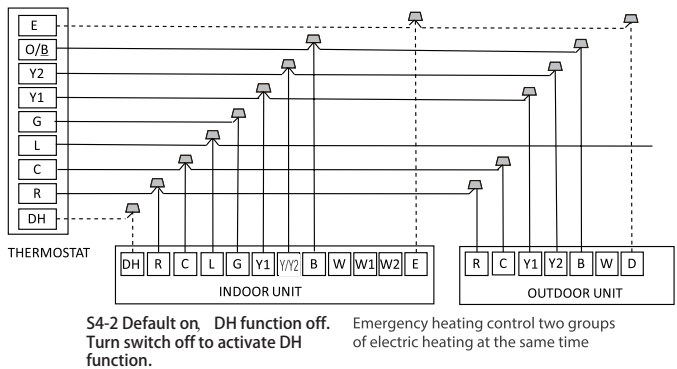 E
O/B
Y2
Y1
G
L
C
R
DH
THERMOSTAT
DH R C L G Y1 Y/Y2 B W W1 W2 E
INDOOR UNIT
R C Y1 Y2 B W D
OUTDOOR UNIT
S4-2 Default on, DH function off.
Turn switch off to activate DH
function.
Emergency heating control two groups
of electric heating at the same time